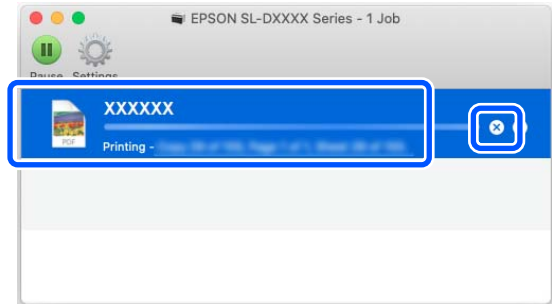 EPSON SL-DXXXX Series - 1 Job
Pause Settings
XXXXXX
PDF
Printing -